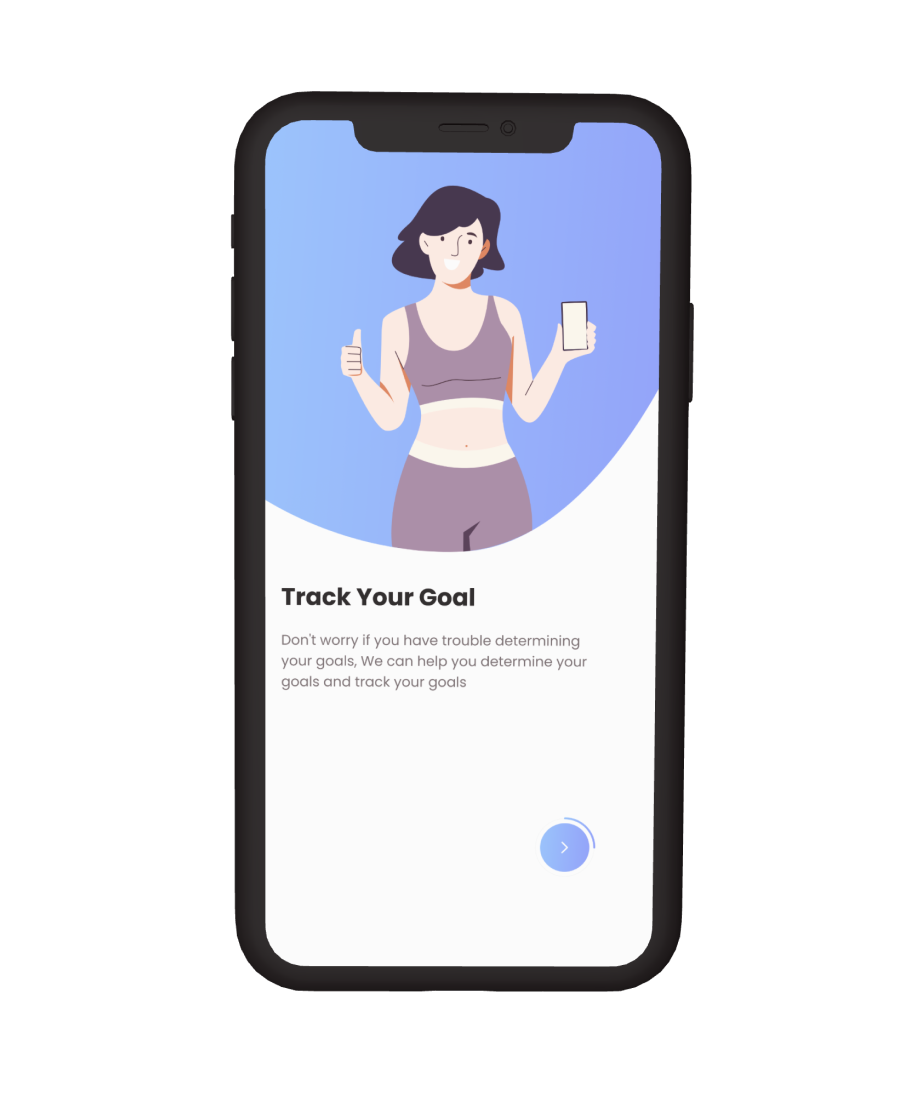 Track Your Goal
Don't worry if you have trouble determining
your goals, We can help you determine your
goals and track your goals